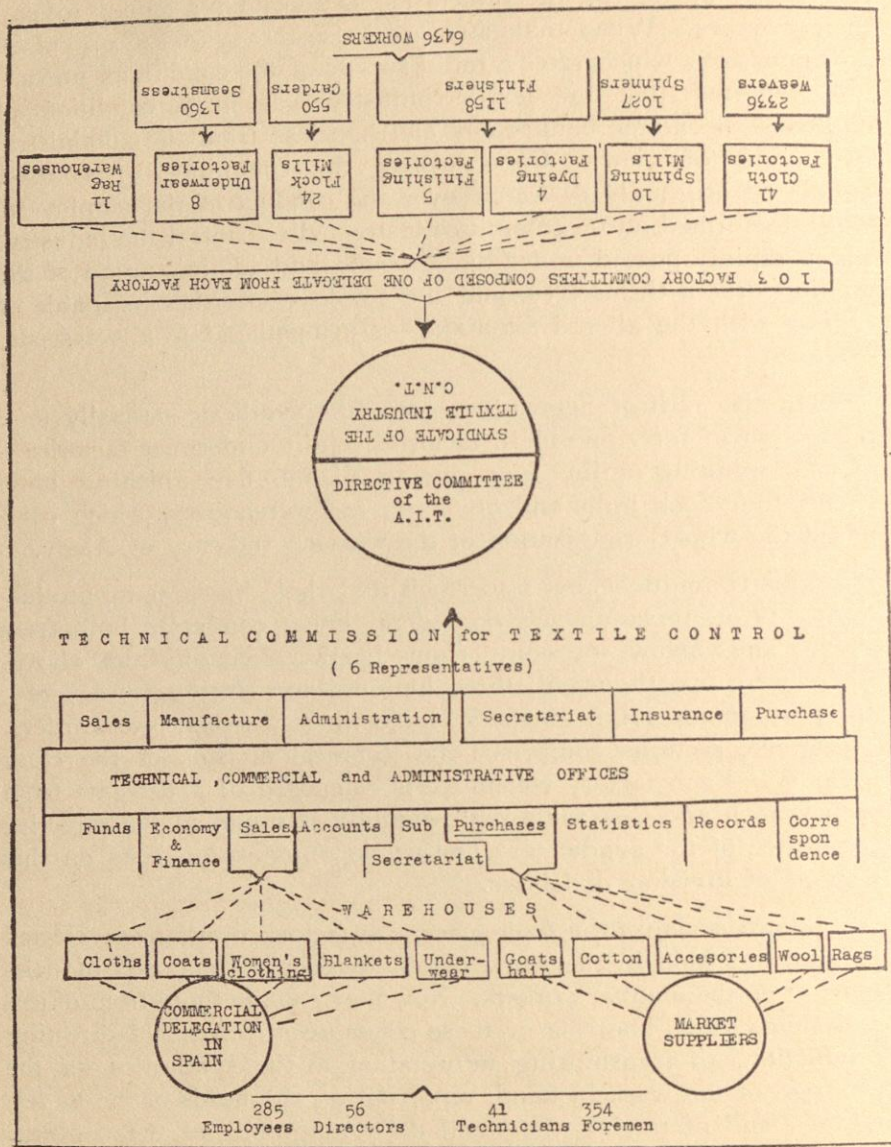 SYNDICATE OF THE
TEXTILE INDUSTRY
C.N.T.
1 0 3 FACTORY COMMITTEES COMPOSED OF ONE DELEGATE FROM EACH FACTORY
41
Cloth
Factories
10
Spinning
Mills
4
Dyeing
Factories
5
Finishing
Factories
24
Flock
Mills
8
Underwear
Factories
11
Rag
Warehouses
2336
Weavers
1027
Spinners
1158
Finishers
550
Carders
1360
Seamstress
6436 WORKERS
DIRECTIVE COMMITTEE
of the
A.I.T.
TECHNICAL COMMISSION for TEXTILE CONTROL
( 6 Representatives)
Sales Manufacture Administration Secretariat Insurance Purchase
TECHNICAL ,COMMERCIAL and ADMINISTRATIVE OFFICES
Funds
Economy
&
Finance
Sales
Accounts
Sub
Secretariat
Purchases
Statistics
Records
Corre
spon
dence
WAREHOUSES
Cloths
Coats
Women's
clothing
Blankets
Under-
wear
Goats
hair
Cotton
Accesories
Wool
Rags
COMMERCIAL
DELEGATION
IN
SPAIN
MARKET
SUPPLIERS
285
Employees
56
Directors
41
Technicians
354
Foremen